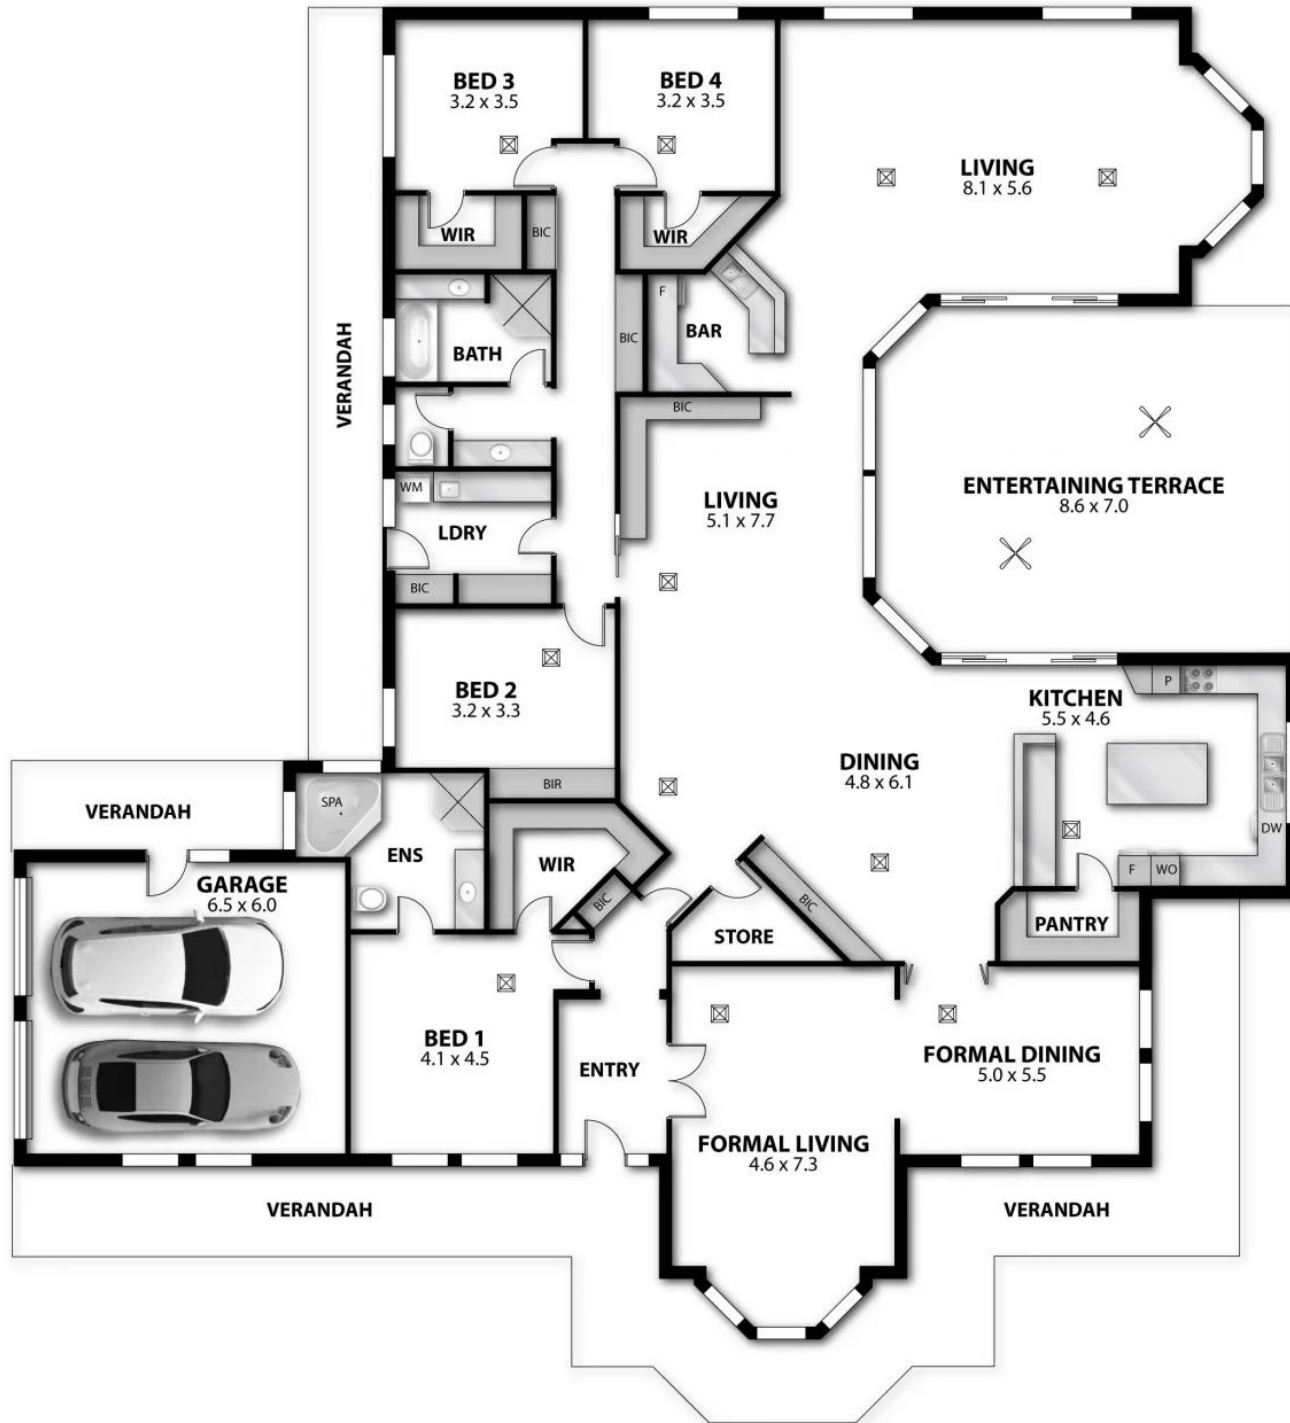 BED 3
3.2 x 3.5
BED 4
3.2 x 3.5
LIVING
8.1 x 5.6
WIR
BIC
WIR
VERANDAH
BATH
BIC
F
BAR
BIC
WM
LDRY
BIC
LIVING
5.1 x 7.7
ENTERTAINING TERRACE
8.6 x 7.0
BED 2
3.2 x 3.3
BIR
KITCHEN
5.5 x 4.6
P
DINING
4.8 x 6.1
DW
F
WO
PANTRY
VERANDAH
SPA
ENS
WIR
BIC
STORE
BIC
GARAGE
6.5 x 6.0
BED 1
4.1 x 4.5
ENTRY
FORMAL LIVING
4.6 x 7.3
FORMAL DINING
5.0 x 5.5
VERANDAH
VERANDAH